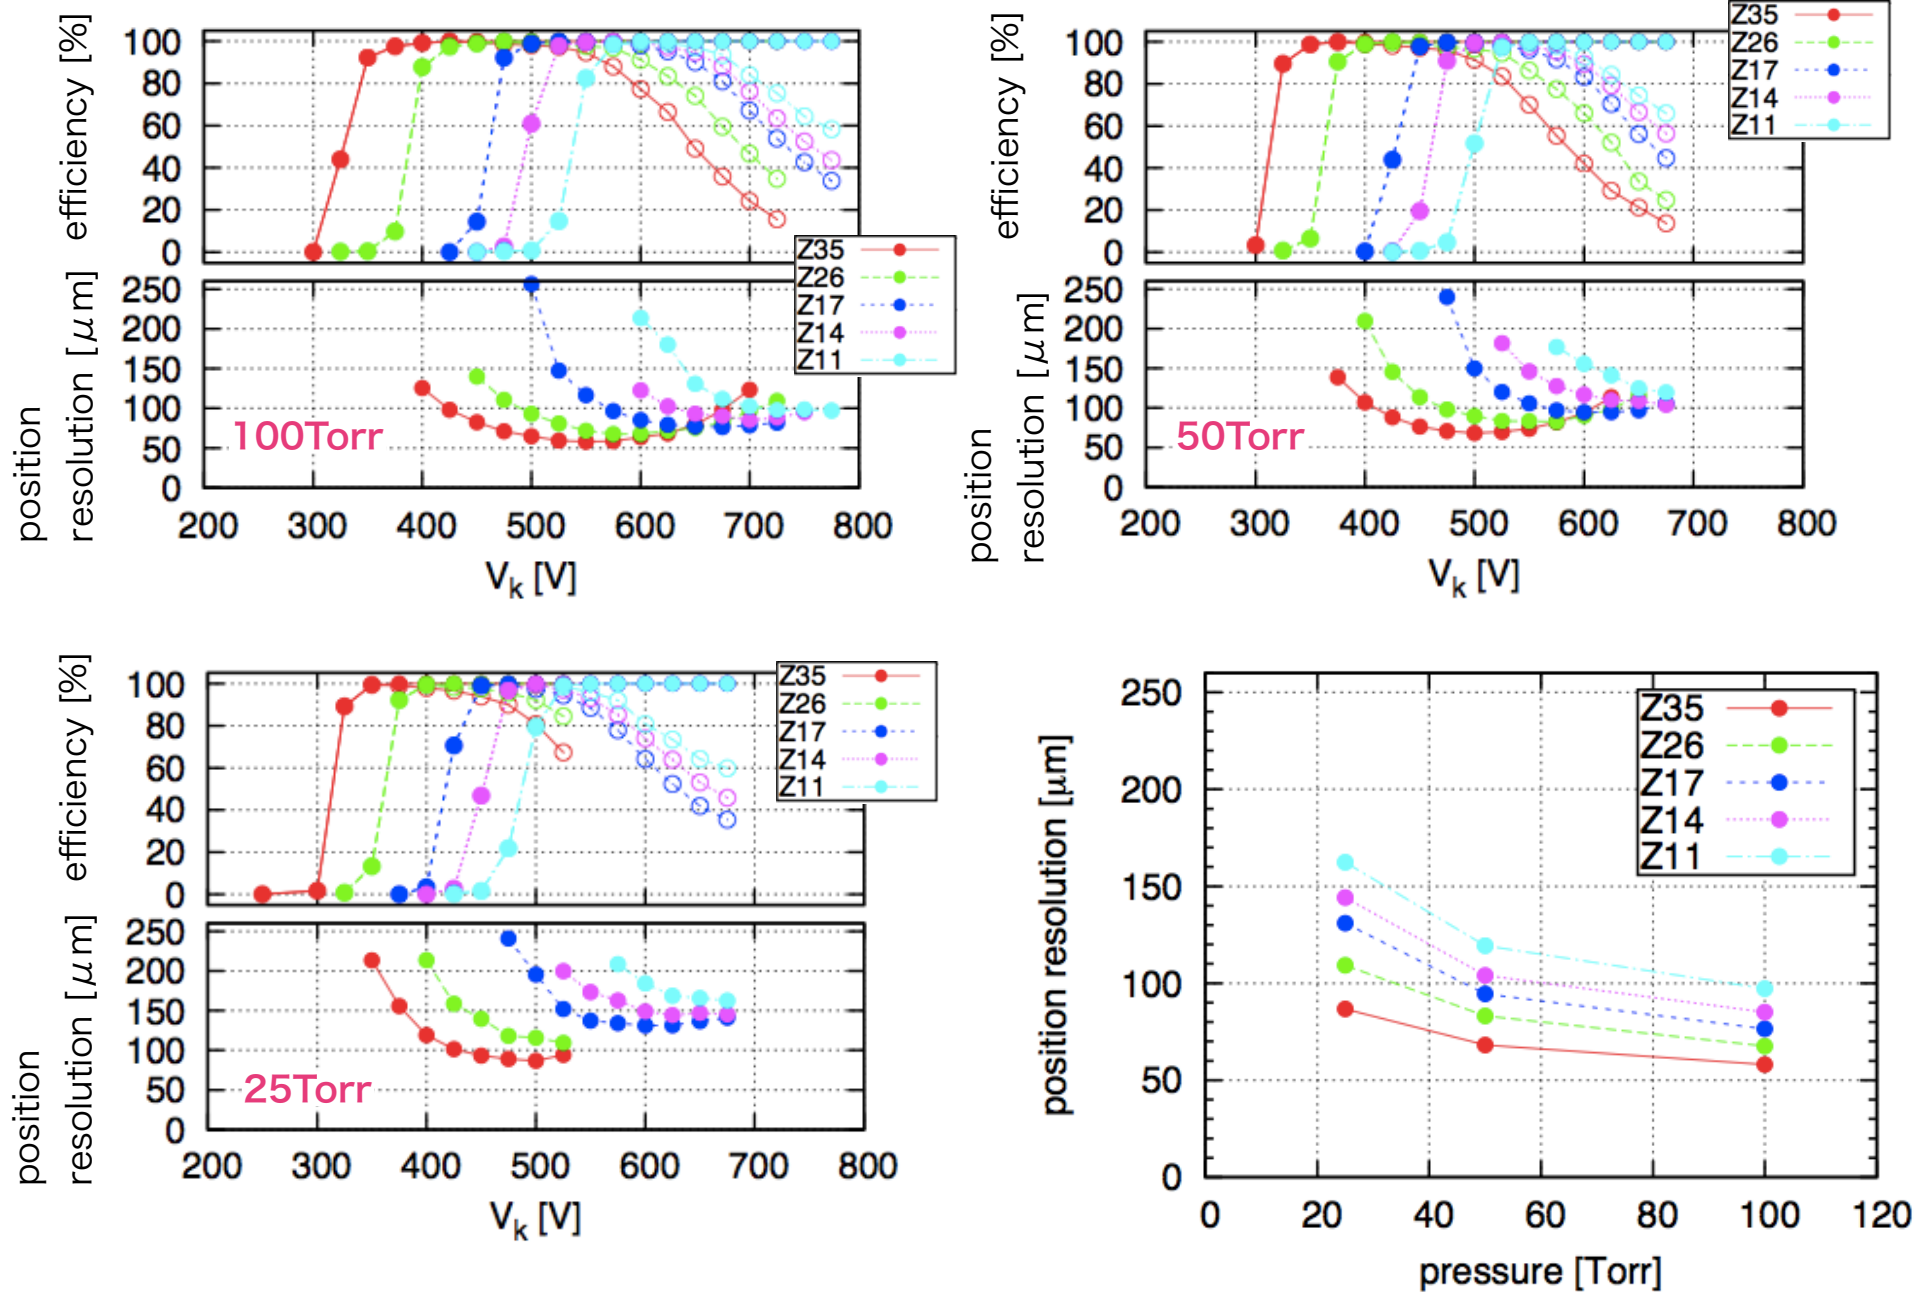 efficiency [%]
100
80
60
40
20
0
Z35
Z26
Z17
Z14
Z11
position
resolution [μm]
250
200
150
100
50
0
100Torr
200 300 400 500 600 700 800
Vk [V]
efficiency [%]
100
80
60
40
20
0
Z35
Z26
Z17
Z14
Z11
position
resolution [μm]
250
200
150
100
50
0
50Torr
200 300 400 500 600 700 800
Vk [V]
efficiency [%]
100
80
60
40
20
0
Z35
Z26
Z17
Z14
Z11
position
resolution [μm]
250
200
150
100
50
0
25Torr
200 300 400 500 600 700 800
Vk [V]
position resolution [μm]
250
200
150
100
50
0
Z35
Z26
Z17
Z14
Z11
0 20 40 60 80 100 120
pressure [Torr]